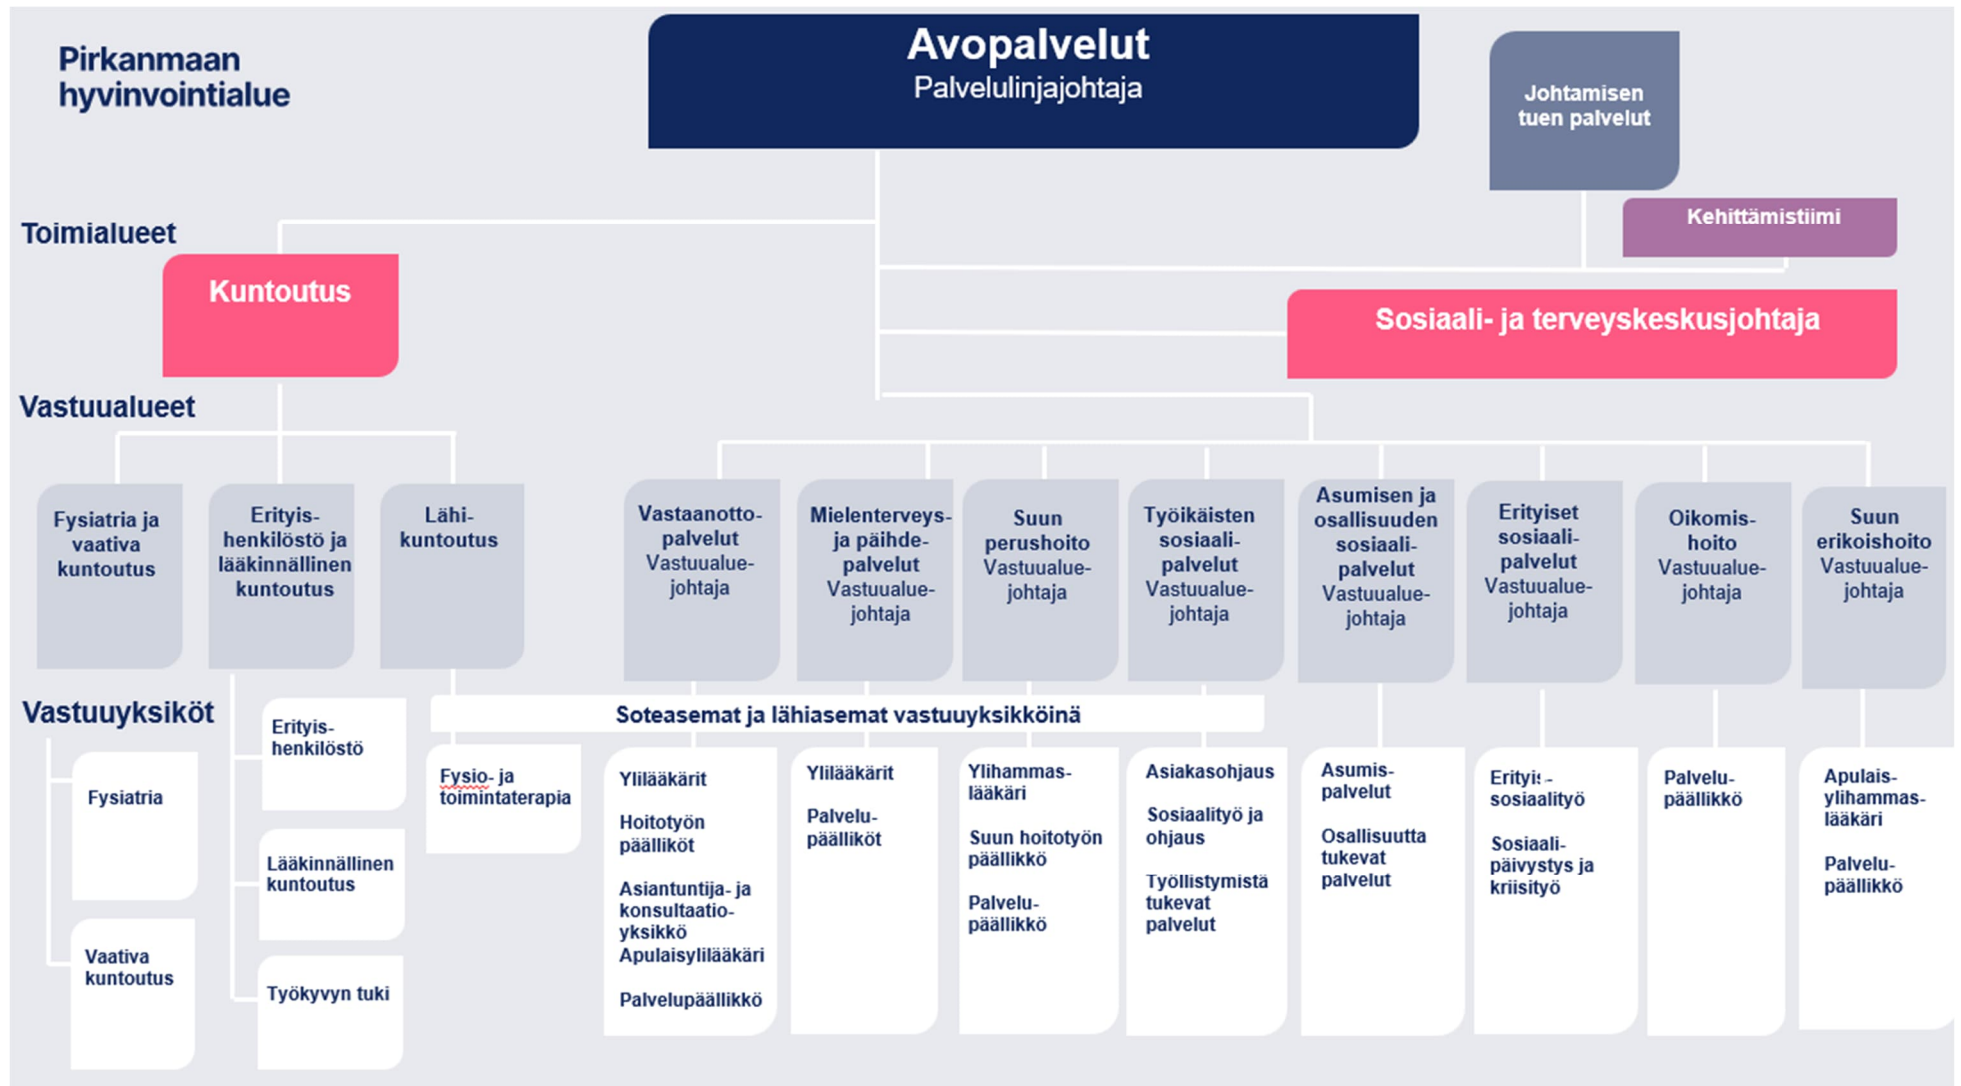 Pirkanmaan
hyvinvointialue
Avopalvelut
Palvelulinjajohtaja
Johtamisen
tuen palvelut
Kehittämistiimi
Toimialueet
Kuntoutus
Sosiaali- ja terveyskeskusjohtaja
Vastuualueet
Fysiatria ja
vaativa
kuntoutus
Erityis-
henkilöstö ja
lääkinnällinen
kuntoutus
Lähi-
kuntoutus
Vastaanotto-
palvelut
Vastuualue-
johtaja
Mielenterveys-
ja päihde-
palvelut
Vastuualue-
johtaja
Suun
perushoito
Vastuualue-
johtaja
Työikäisten
sosiaali-
palvelut
Vastuualue-
johtaja
Asumisen ja
osallisuuden
sosiaali-
palvelut
Vastuualue-
johtaja
Erityiset
sosiaali-
palvelut
Vastuualue-
johtaja
Oikomis-
hoito
Vastuualue-
johtaja
Suun
erikoishoito
Vastuualue-
johtaja
Vastuuyksiköt
Soteasemat ja lähiasemat vastuuyksikköinä
Fysiatria
Vaativa
kuntoutus
Erityis-
henkilöstö
Lääkinnällinen
kuntoutus
Työkyvyn tuki
Fysio- ja
toimintaterapia
Ylilääkärit
Hoitotyön
päälliköt
Asiantuntija- ja
konsultaatio-
yksikkö
Apulaisylilääkäri
Palvelupäällikkö
Ylilääkärit
Palvelu-
päälliköt
Ylihammas-
lääkäri
Suun hoitotyön
päällikkö
Palvelu-
päällikkö
Asiakasohjaus
Sosiaalityö ja
ohjaus
Työllistymistä
tukevat
palvelut
Asumis-
palvelut
Osallisuutta
tukevat
palvelut
Erityis-
sosiaalityö
Sosiaali-
päivystys ja
kriisityö
Palvelu-
päällikkö
Apulais-
ylihammas-
lääkäri
Palvelu-
päällikkö